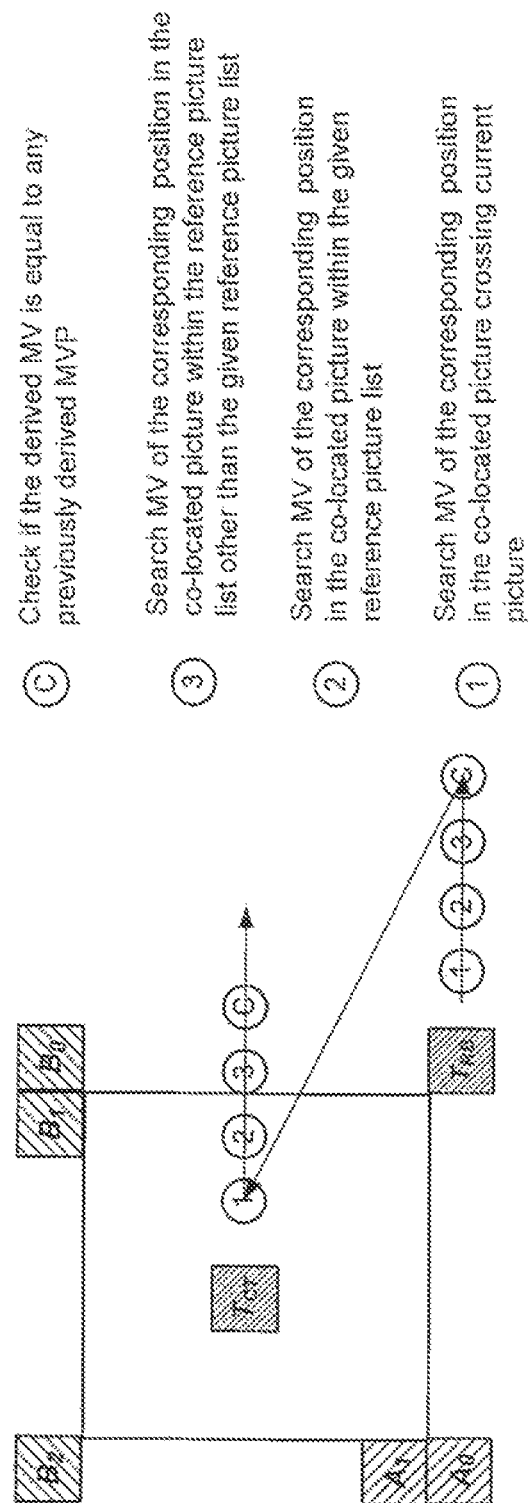 B₂
B₁
B₀
T_CT
1
2
3
C
A₁
A₀
T_RB
1
2
3
C
C
Check if the derived MV is equal to any
previously derived MVP
3
Search MV of the corresponding position in the
co-located picture within the reference picture
list other than the given reference picture list
2
Search MV of the corresponding position
in the co-located picture within the given
reference picture list
1
Search MV of the corresponding position
in the co-located picture crossing current
picture